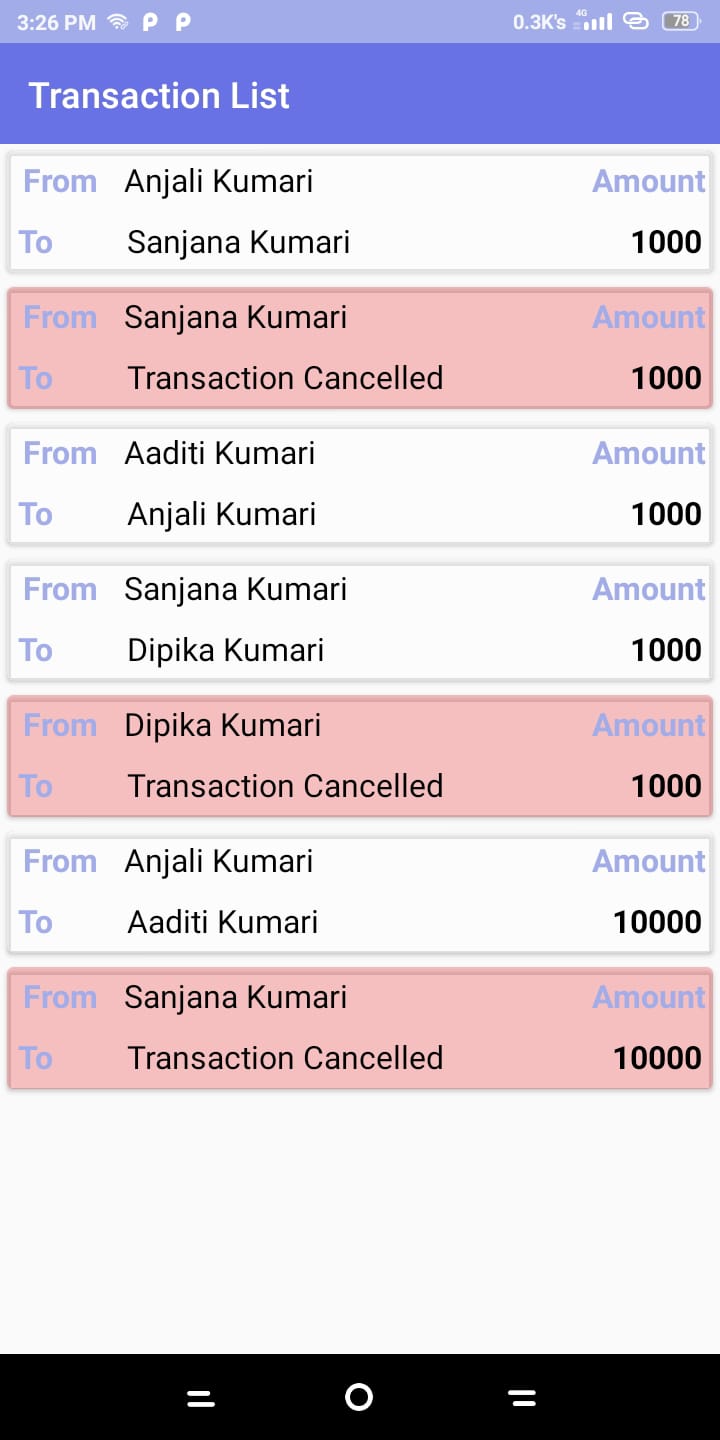 3:26 PM 0.3K's 4G 78
Transaction List
From Anjali Kumari Amount
To Sanjana Kumari 1000
From Sanjana Kumari Amount
To Transaction Cancelled 1000
From Aaditi Kumari Amount
To Anjali Kumari 1000
From Sanjana Kumari Amount
To Dipika Kumari 1000
From Dipika Kumari Amount
To Transaction Cancelled 1000
From Anjali Kumari Amount
To Aaditi Kumari 10000
From Sanjana Kumari Amount
To Transaction Cancelled 10000